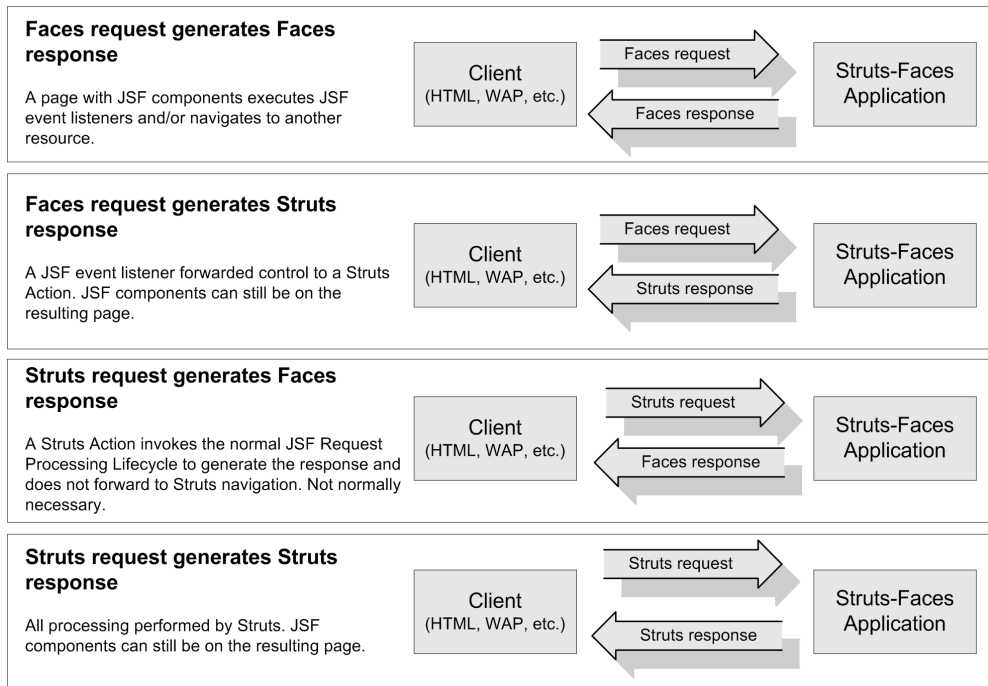 Faces request generates Faces
response
A page with JSF components executes JSF
event listeners and/or navigates to another
resource.
Client
(HTML, WAP, etc.)
Faces request
Faces response
Struts-Faces
Application
Faces request generates Struts
response
A JSF event listener forwarded control to a Struts
Action. JSF components can still be on the
resulting page.
Client
(HTML, WAP, etc.)
Faces request
Struts response
Struts-Faces
Application
Struts request generates Faces
response
A Struts Action invokes the normal JSF Request
Processing Lifecycle to generate the response and
does not forward to Struts navigation. Not normally
necessary.
Client
(HTML, WAP, etc.)
Struts request
Faces response
Struts-Faces
Application
Struts request generates Struts
response
All processing performed by Struts. JSF
components can still be on the resulting page.
Client
(HTML, WAP, etc.)
Struts request
Struts response
Struts-Faces
Application